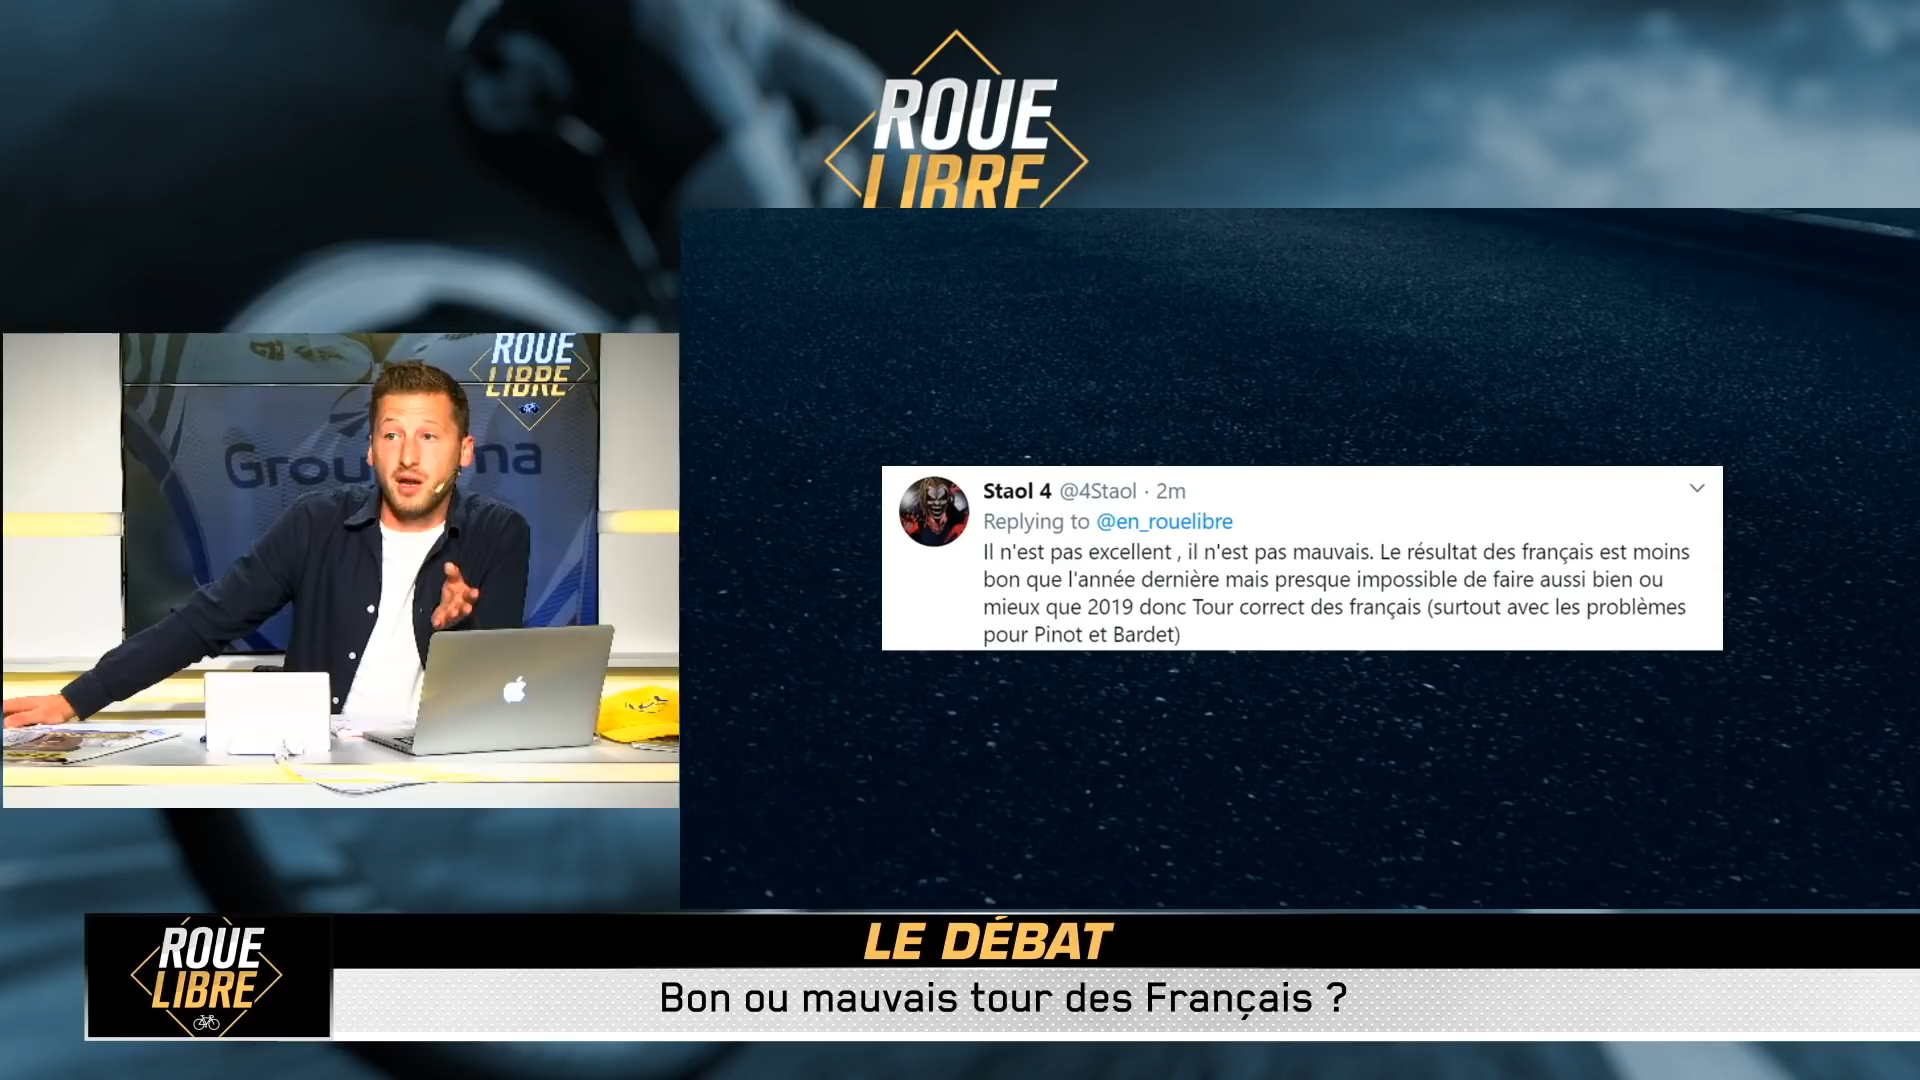 ROUE
LIBRE
ROUE
LIBRE
Staol 4 @4Staol · 2m
Replying to @en_rouelibre
Il n'est pas excellent , il n'est pas mauvais. Le résultat des français est moins
bon que l'année dernière mais presque impossible de faire aussi bien ou
mieux que 2019 donc Tour correct des français (surtout avec les problèmes
pour Pinot et Bardet)
LE DÉBAT
ROUE
LIBRE
Bon ou mauvais tour des Français ?